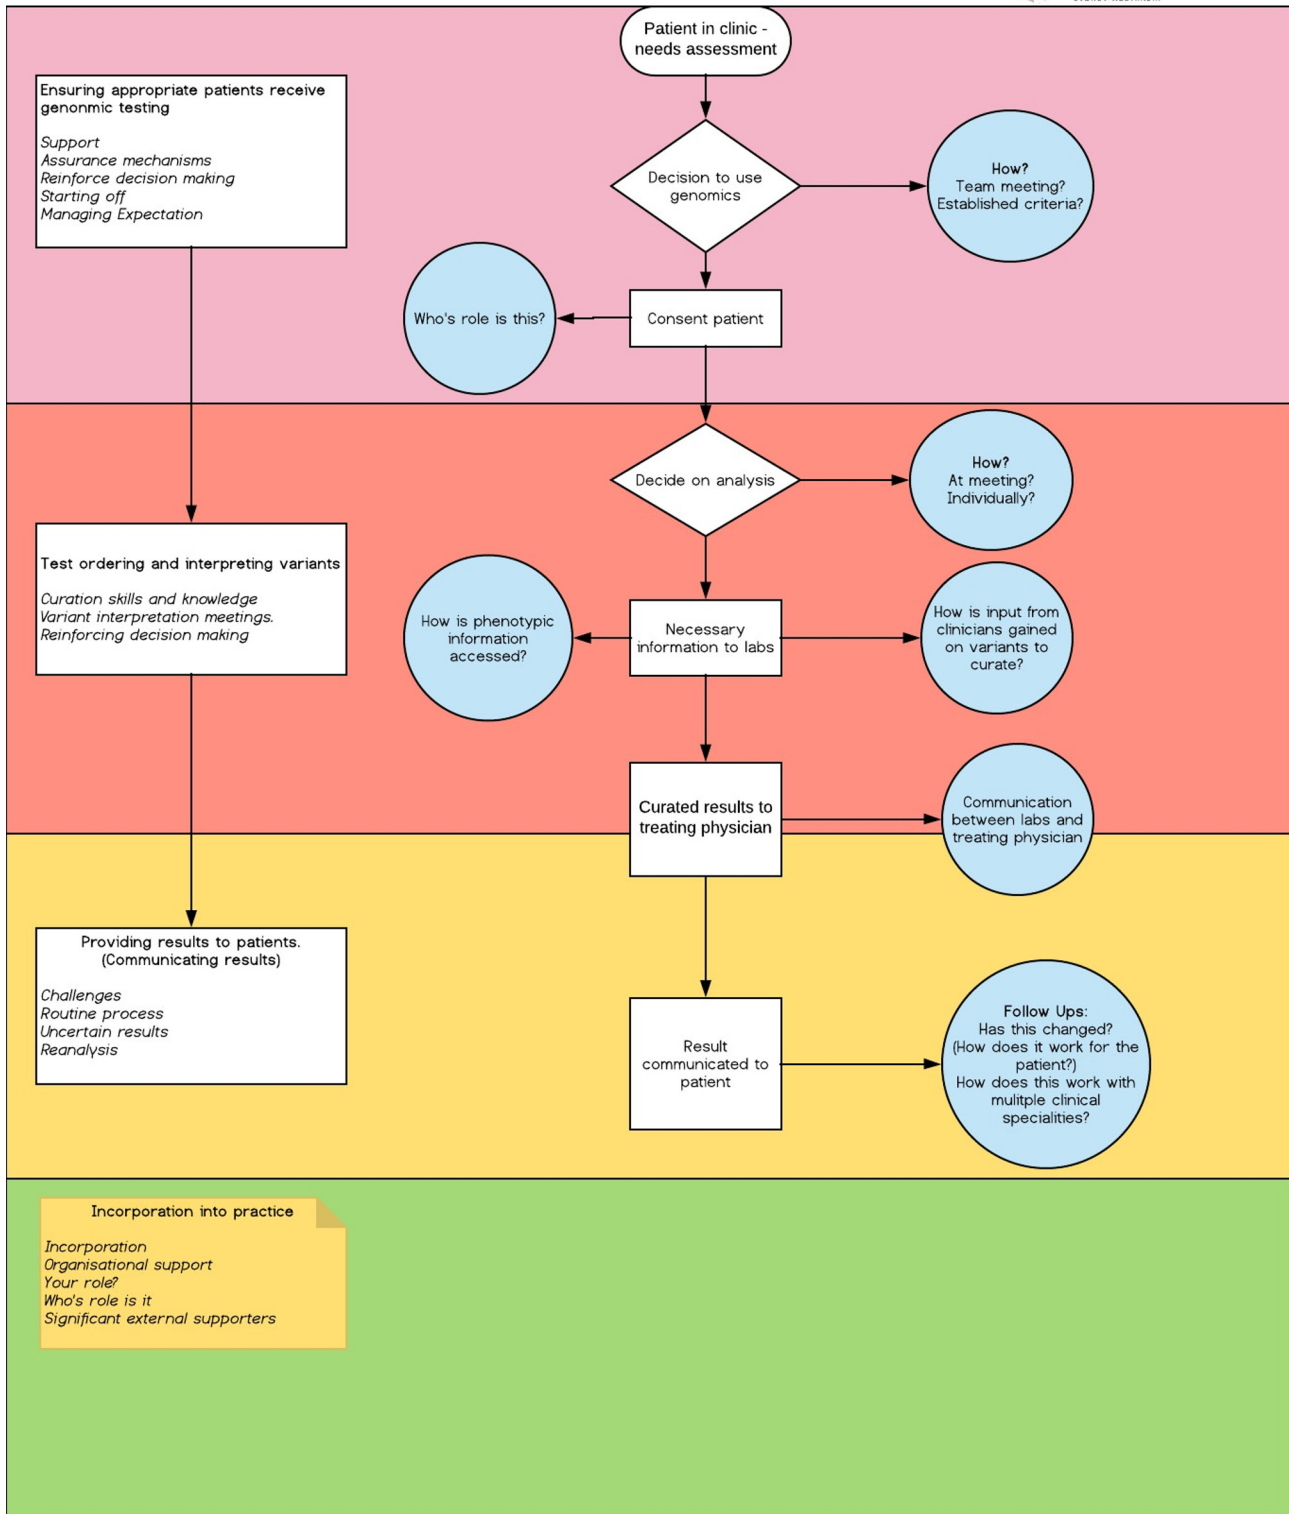 Patient in clinic -
needs assessment
Ensuring appropriate patients receive
genonmic testing
Support
Assurance mechanisms
Reinforce decision making
Starting off
Managing Expectation
Decision to use
genomics
How?
Team meeting?
Established criteria?
Who's role is this?
Consent patient
Decide on analysis
How?
At meeting?
Individually?
Test ordering and interpreting variants
Curation skills and knowledge
Variant interpretation meetings.
Reinforcing decision making
How is phenotypic
information
accessed?
Necessary
information to labs
How is input from
clinicians gained
on variants to
curate?
Curated results to
treating physician
Communication
between labs and
treating physician
Providing results to patients.
(Communicating results)
Challenges
Routine process
Uncertain results
Reanalysis
Result
communicated to
patient
Follow Ups:
Has this changed?
(How does it work for the
patient?)
How does this work with
mulitple clinical
specialities?
Incorporation into practice
Incorporation
Organisational support
Your role?
Who's role is it
Significant external supporters